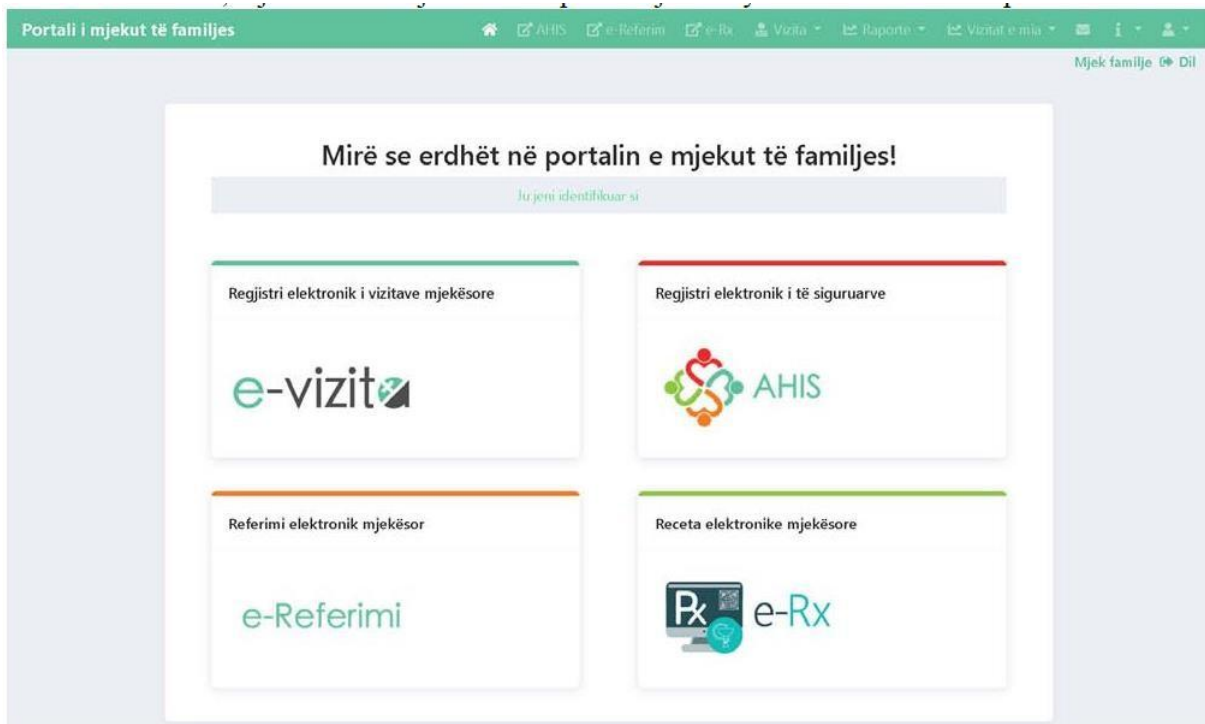 Portali i mjekut të familjes AHIS e-Referim e-Rx Vizita Raporte Vizitat e mia
Mjek familje Dil
Mirë se erdhët në portalin e mjekut të familjes!
Ju jeni identifikuar si
Regjistri elektronik i vizitave mjekësore
e-vizita
Regjistri elektronik i të siguruarve
AHIS
Referimi elektronik mjekësor
e-Referimi
Receta elektronike mjekësore
Rx e-Rx